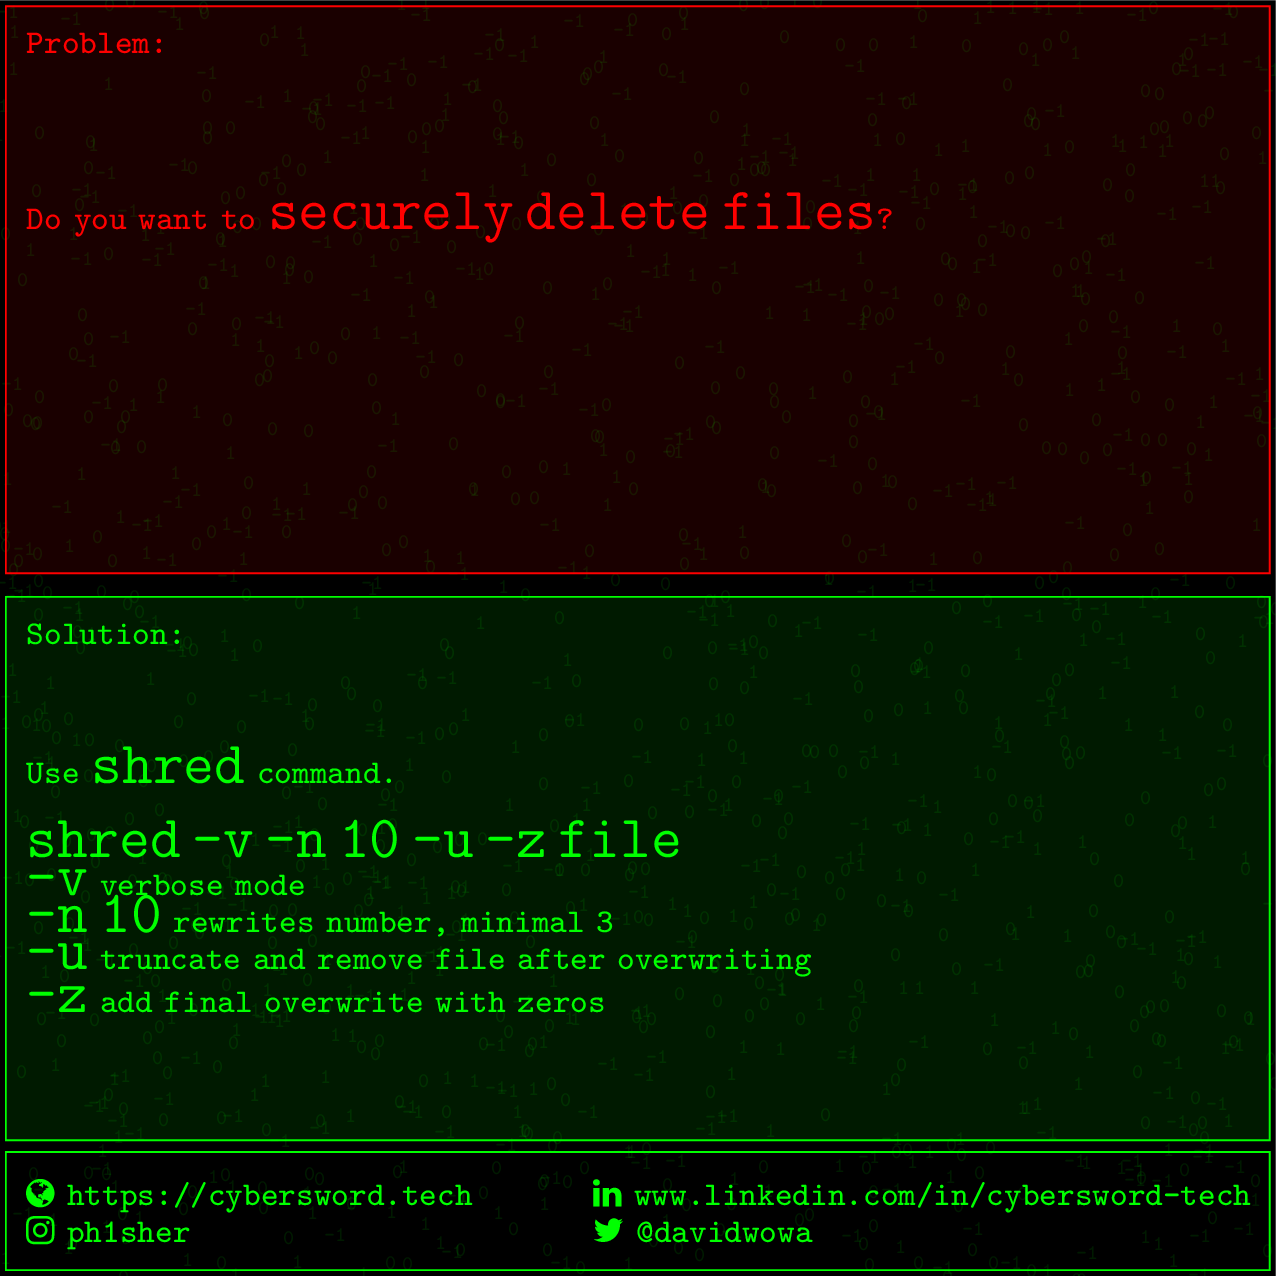 Problem:
Do you want to securely delete files?
Solution:
Use shred command.
shred -v -n 10 -u -z file
-v verbose mode
-n 10 rewrites number, minimal 3
-u truncate and remove file after overwriting
-z add final overwrite with zeros
https://cybersword.tech
www.linkedin.com/in/cybersword-tech
ph1sher
@davidwowa